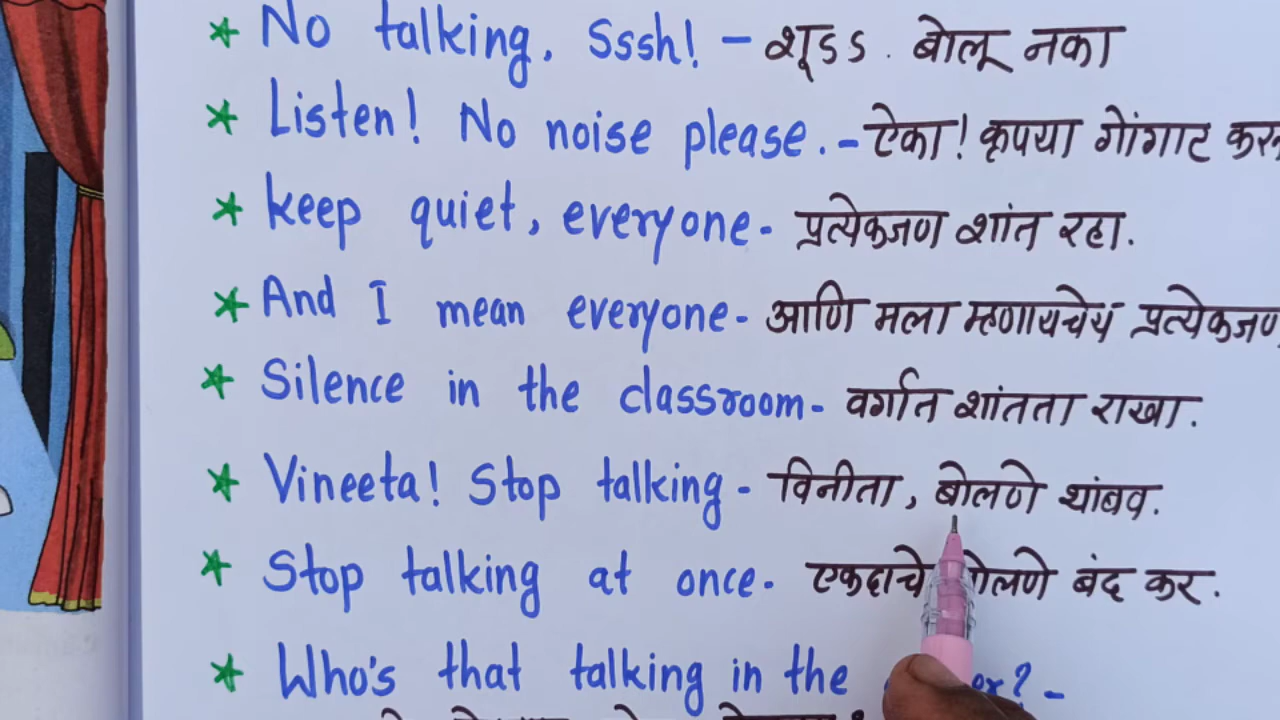 * No talking, Sssh! - शूऽऽ. बोलू नका
* Listen! No noise please. - ऐका! कृपया गोंगाट
* keep quiet, everyone - प्रत्येकजण शांत रहा.
* And I mean everyone - आणि मला म्हणायचेय प्रत्येकजण
* Silence in the classroom - वर्गात शांतता राखा.
* Vineeta! Stop talking - विनीता, बोलणे थांबव.
* Stop talking at once. एकदाचे बोलणे बंद कर.
* Who's that talking in the